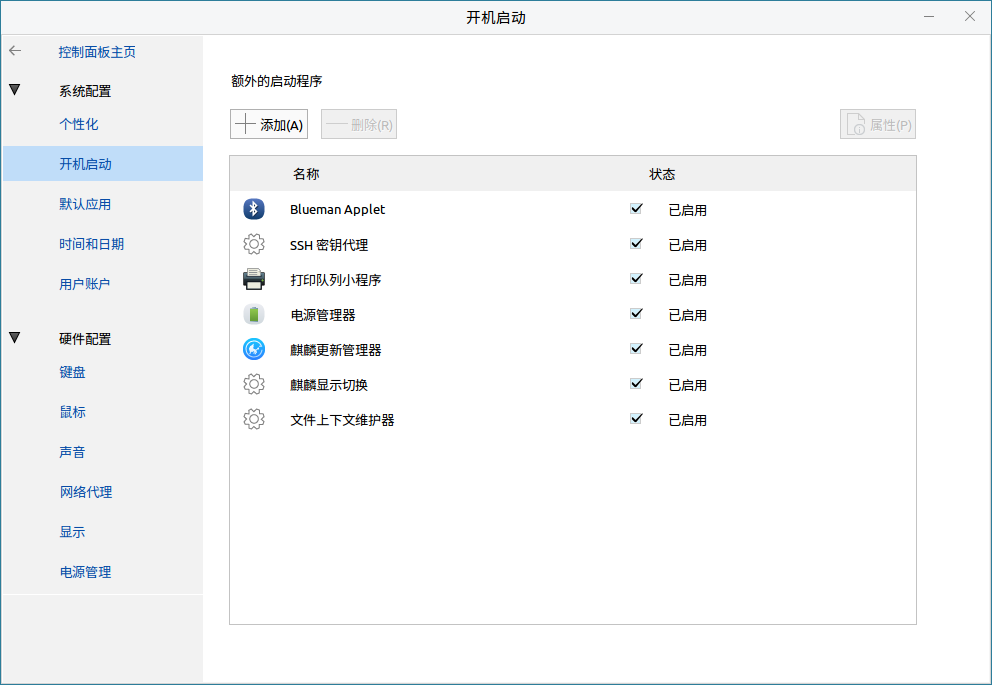 开机启动
控制面板主页
系统配置
个性化
开机启动
默认应用
时间和日期
用户账户
硬件配置
键盘
鼠标
声音
网络代理
显示
电源管理
额外的启动程序
添加(A) 删除(R) 属性(P)
名称 状态
Blueman Applet 已启用
SSH 密钥代理 已启用
打印队列小程序 已启用
电源管理器 已启用
麒麟更新管理器 已启用
麒麟显示切换 已启用
文件上下文维护器 已启用